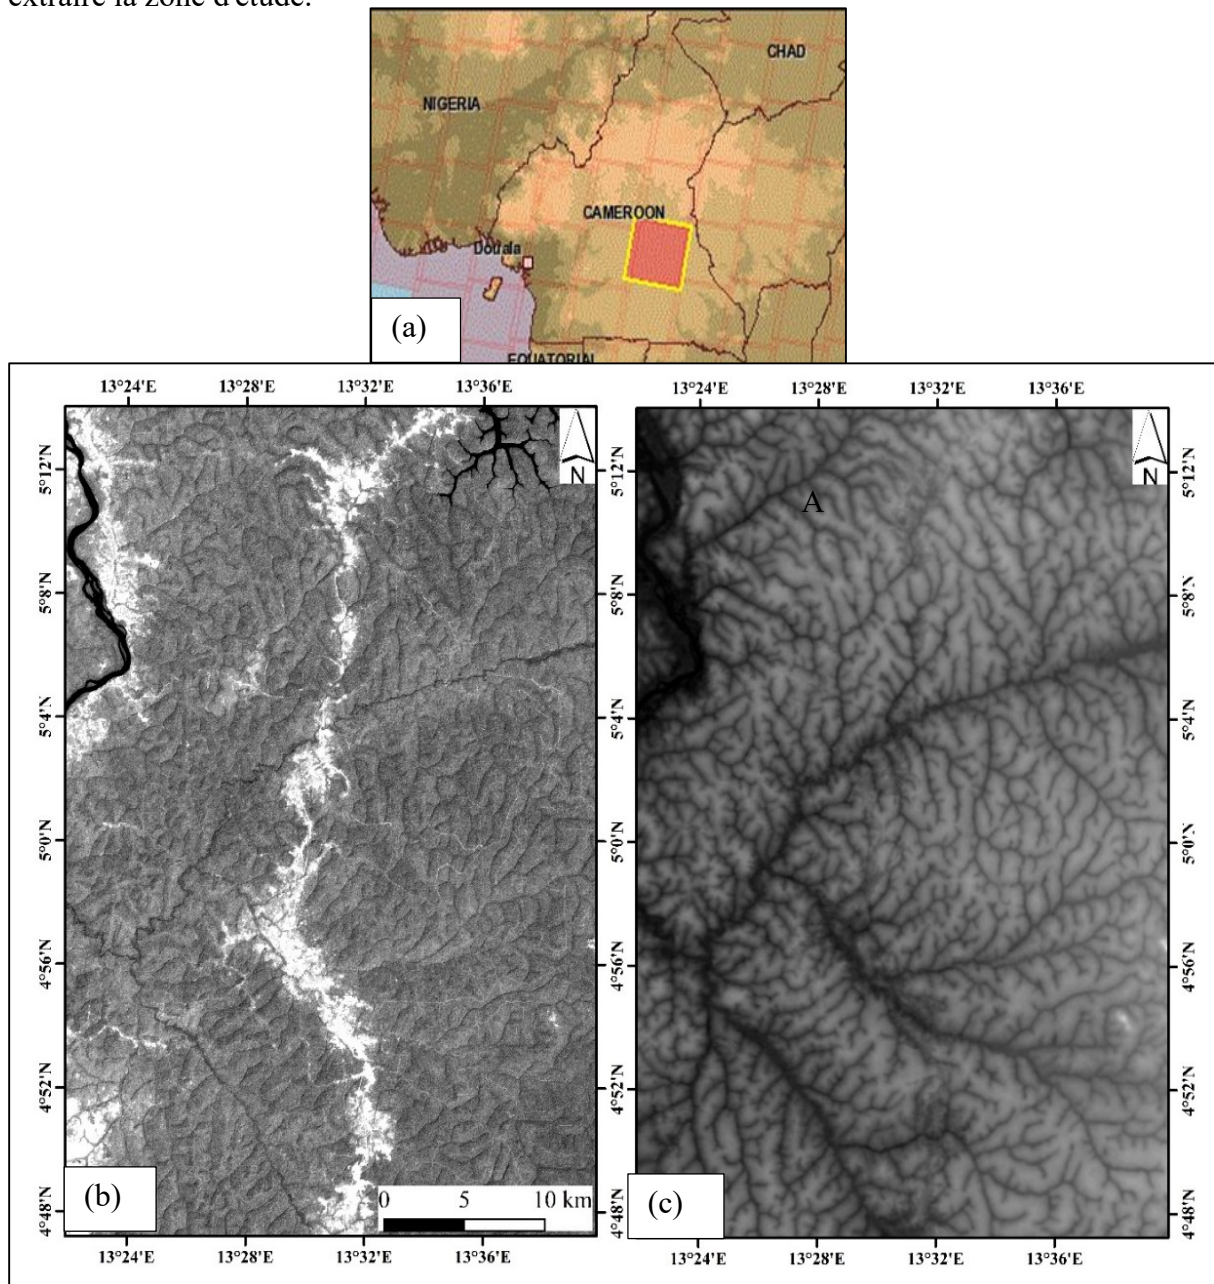 extraire la zone d'étude.
CHAD
NIGERIA
CAMEROON
Douala
(a)
EQUATORIAL
13°24'E 13°28'E 13°32'E 13°36'E
13°24'E 13°28'E 13°32'E 13°36'E
N
N
5°12'N 5°12'N 5°12'N
A
5°8'N 5°8'N 5°8'N
5°4'N 5°4'N 5°4'N
5°0'N 5°0'N 5°0'N
4°56'N 4°56'N 4°56'N
4°52'N 4°52'N 4°52'N
4°48'N 4°48'N 4°48'N
(b)
0 5 10 km
(c)
13°24'E 13°28'E 13°32'E 13°36'E
13°24'E 13°28'E 13°32'E 13°36'E